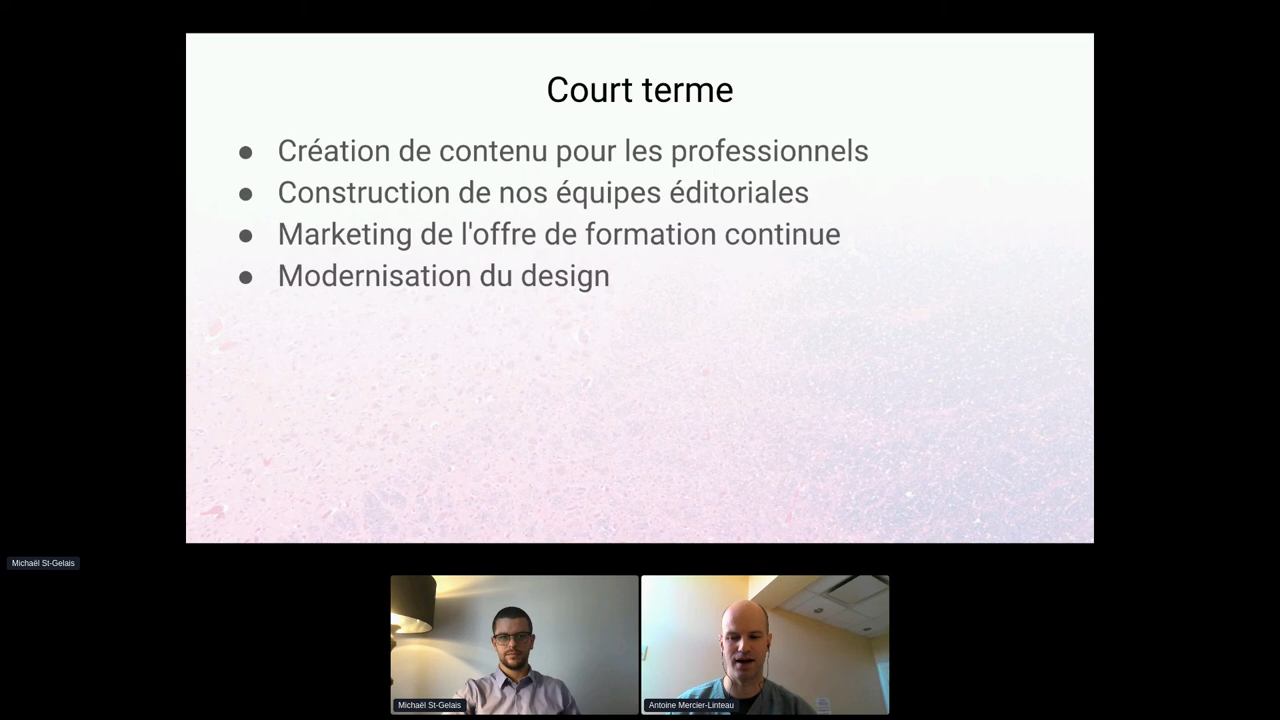 Court terme
● Création de contenu pour les professionnels
● Construction de nos équipes éditoriales
● Marketing de l'offre de formation continue
● Modernisation du design
Michaël St-Gelais
Michaël St-Gelais
Antoine Mercier-Linteau